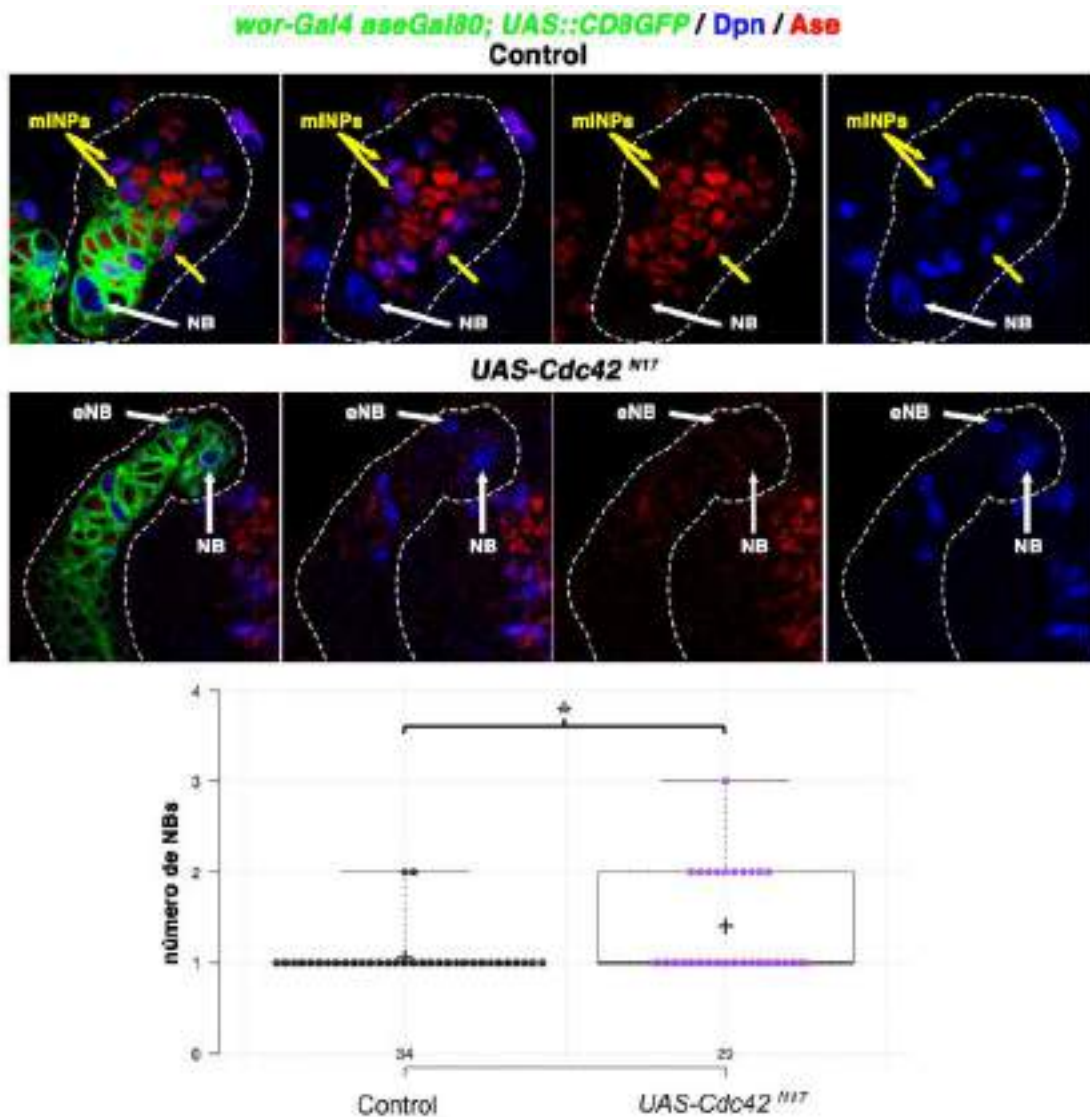 wor-Gal4 aseGal80; UAS::CD8GFP / Dpn / Ase
Control
mINPs mINPs mINPs mINPs
NB NB NB NB
UAS-Cdc42 N17
eNB eNB eNB eNB
NB NB NB NB
4
*
3
2
1
0
número de NBs
34 29
Control UAS-Cdc42 N17